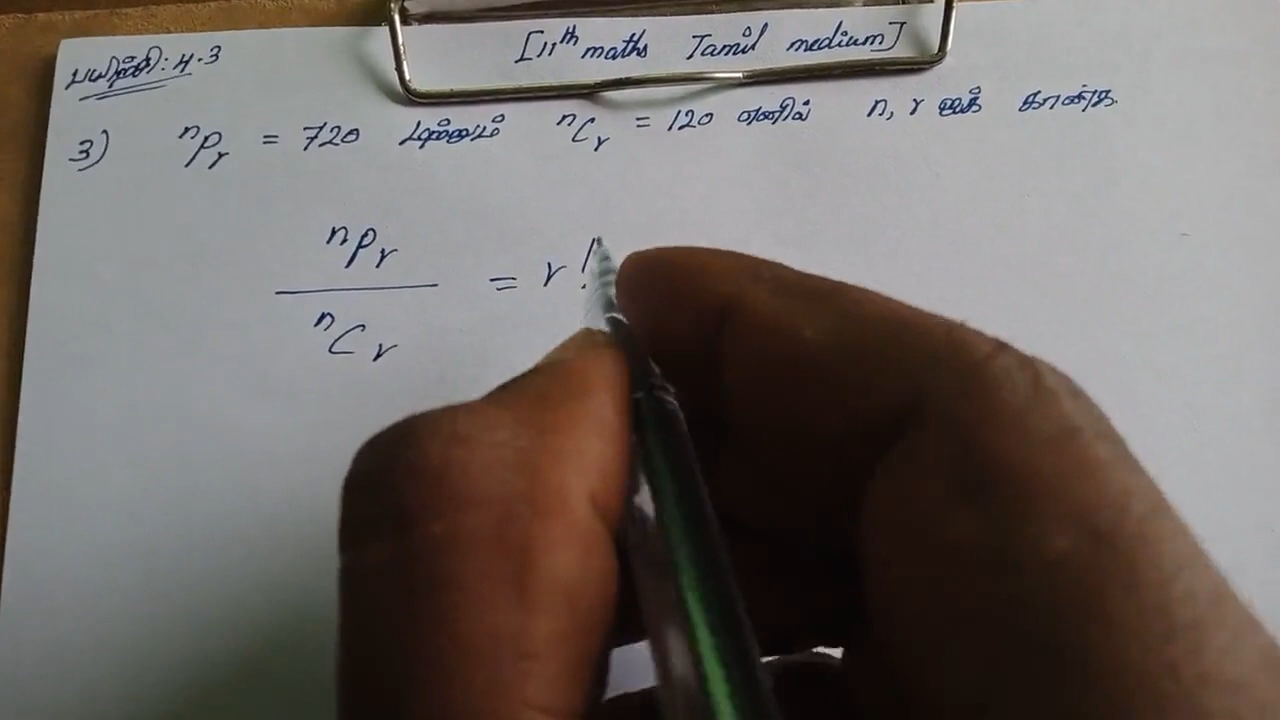 [11th maths Tamil medium]
பயிற்சி : 4.3
3) nPr = 720 மற்றும் nCr = 120 எனில் n, r ஐக் காண்க.
nPr
= r!
nCr